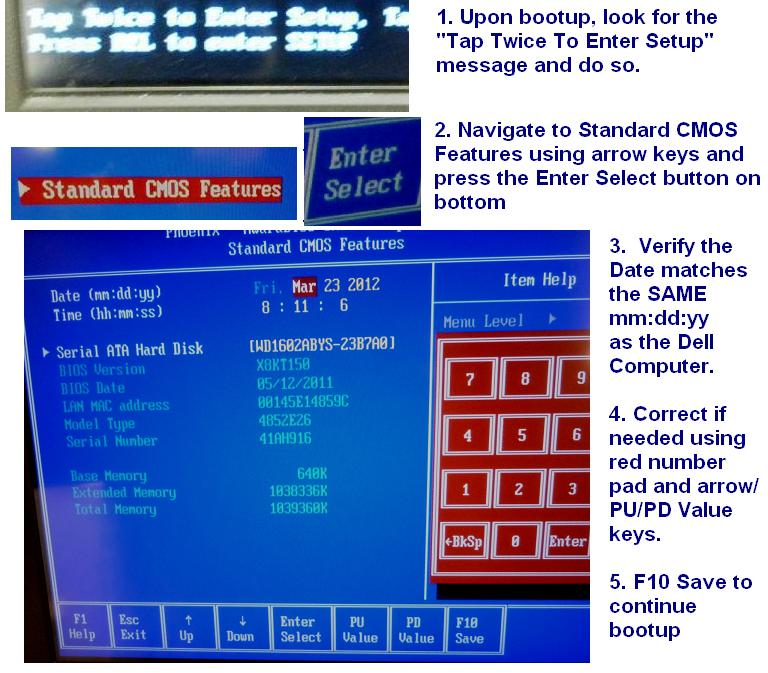 Tap Twice to Enter Setup, Ta
Press DEL to enter SETUP
1. Upon bootup, look for the
"Tap Twice To Enter Setup"
message and do so.
Standard CMOS Features
Enter
Select
2. Navigate to Standard CMOS
Features using arrow keys and
press the Enter Select button on
bottom
Phoenix
Standard CMOS Features
Date (mm:dd:yy) Fri, Mar 23 2012
Time (hh:mm:ss) 8 : 11 : 6
Serial ATA Hard Disk [WD1602ABYS-23B7A0]
BIOS Version X8KT150
BIOS Date 05/12/2011
LAN MAC address 00145E14859C
Model Type 4852E26
Serial Number 41AH916
Base Memory 640K
Extended Memory 1038336K
Total Memory 1039360K
Item Help
Menu Level
7 8 9
4 5 6
1 2 3
←BkSp 0 Enter
F1 Help
Esc Exit
↑ Up
↓ Down
Enter Select
PU Value
PD Value
F10 Save
3. Verify the
Date matches
the SAME
mm:dd:yy
as the Dell
Computer.
4. Correct if
needed using
red number
pad and arrow/
PU/PD Value
keys.
5. F10 Save to
continue
bootup